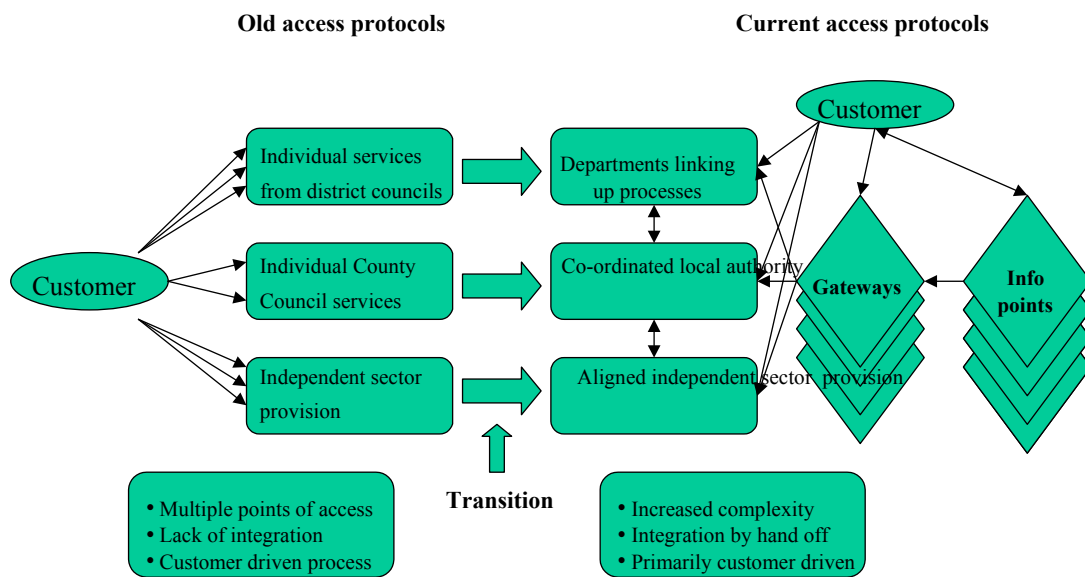 Old access protocols
Current access protocols
Customer
Individual services
from district councils
Departments linking
up processes
Customer
Individual County
Council services
Co-ordinated local authority
Gateways
Info
points
Independent sector
provision
Aligned independent sector  provision
Transition
• Multiple points of access
• Lack of integration
• Customer driven process
• Increased complexity
• Integration by hand off
• Primarily customer driven